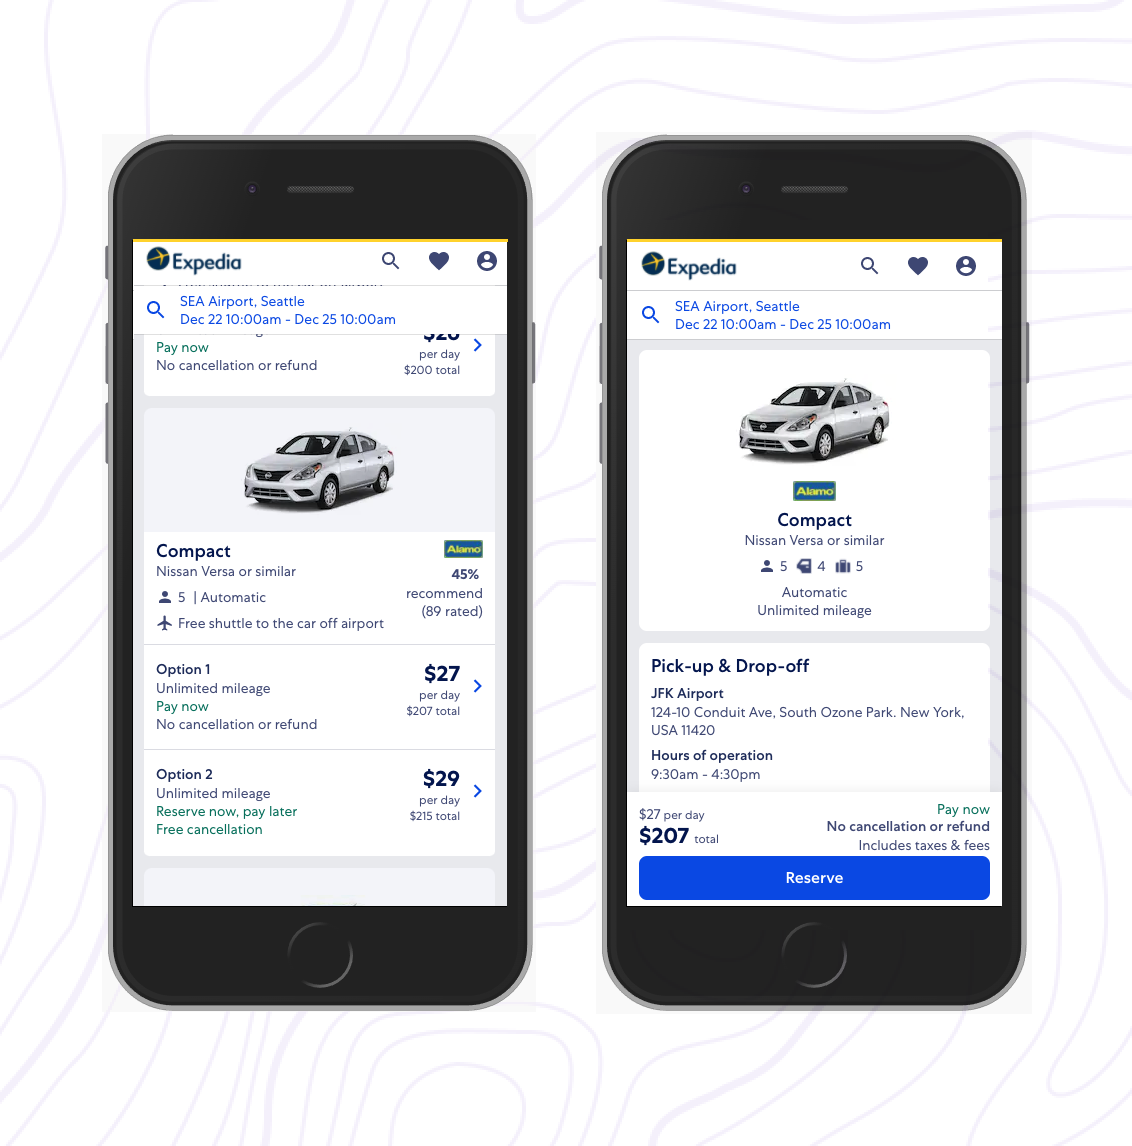 Expedia
SEA Airport, Seattle
Dec 22 10:00am - Dec 25 10:00am
Pay now
per day
No cancellation or refund
$200 total
Alamo
Compact
Nissan Versa or similar
45%
recommend
(89 rated)
5 | Automatic
Free shuttle to the car off airport
Option 1
$27
Unlimited mileage
per day
Pay now
$207 total
No cancellation or refund
Option 2
$29
Unlimited mileage
per day
Reserve now, pay later
$215 total
Free cancellation
Expedia
SEA Airport, Seattle
Dec 22 10:00am - Dec 25 10:00am
Alamo
Compact
Nissan Versa or similar
5 4 5
Automatic
Unlimited mileage
Pick-up & Drop-off
JFK Airport
124-10 Conduit Ave, South Ozone Park. New York,
USA 11420
Hours of operation
9:30am - 4:30pm
$27 per day
Pay now
$207 total
No cancellation or refund
Includes taxes & fees
Reserve